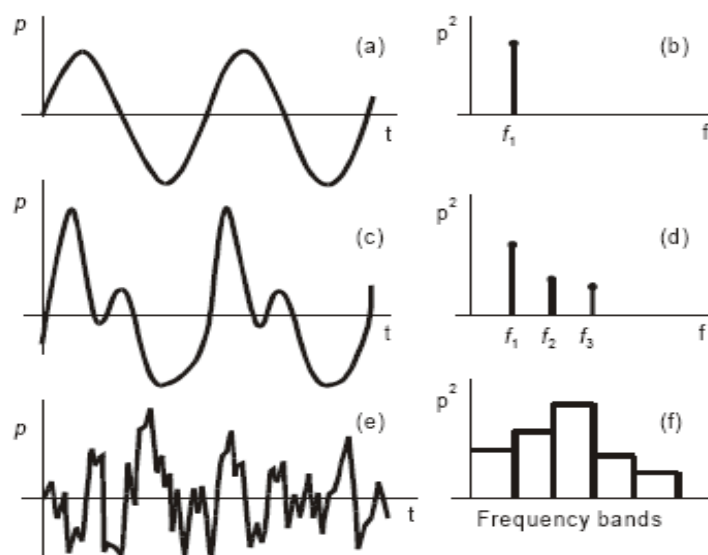 p
(a)
t
p²
(b)
f₁
f
p
(c)
t
p²
(d)
f₁ f₂ f₃
f
p
(e)
t
p²
(f)
Frequency bands